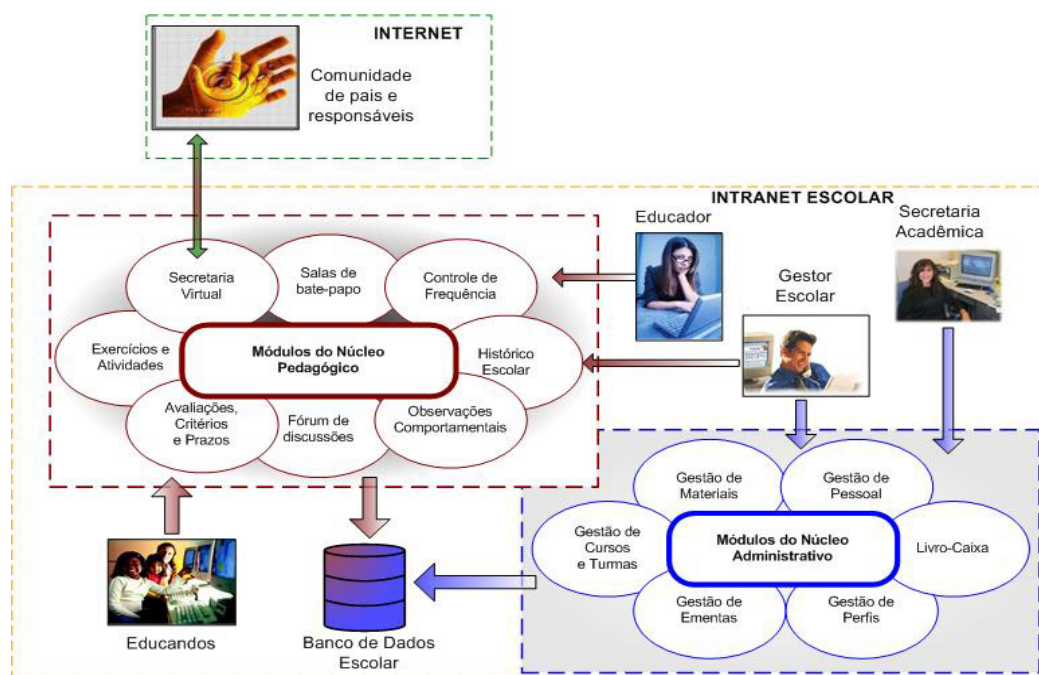 INTERNET
Comunidade
de pais e
responsáveis
INTRANET ESCOLAR
Educador
Secretaria
Acadêmica
Gestor
Escolar
Secretaria
Virtual
Salas de
bate-papo
Controle de
Frequência
Exercícios e
Atividades
Módulos do Núcleo
Pedagógico
Histórico
Escolar
Avaliações,
Critérios
e Prazos
Fórum de
discussões
Observações
Comportamentais
Gestão de
Materiais
Gestão de
Pessoal
Gestão de
Cursos
e Turmas
Módulos do Núcleo
Administrativo
Livro-Caixa
Gestão de
Ementas
Gestão de
Perfis
Educandos
Banco de Dados
Escolar